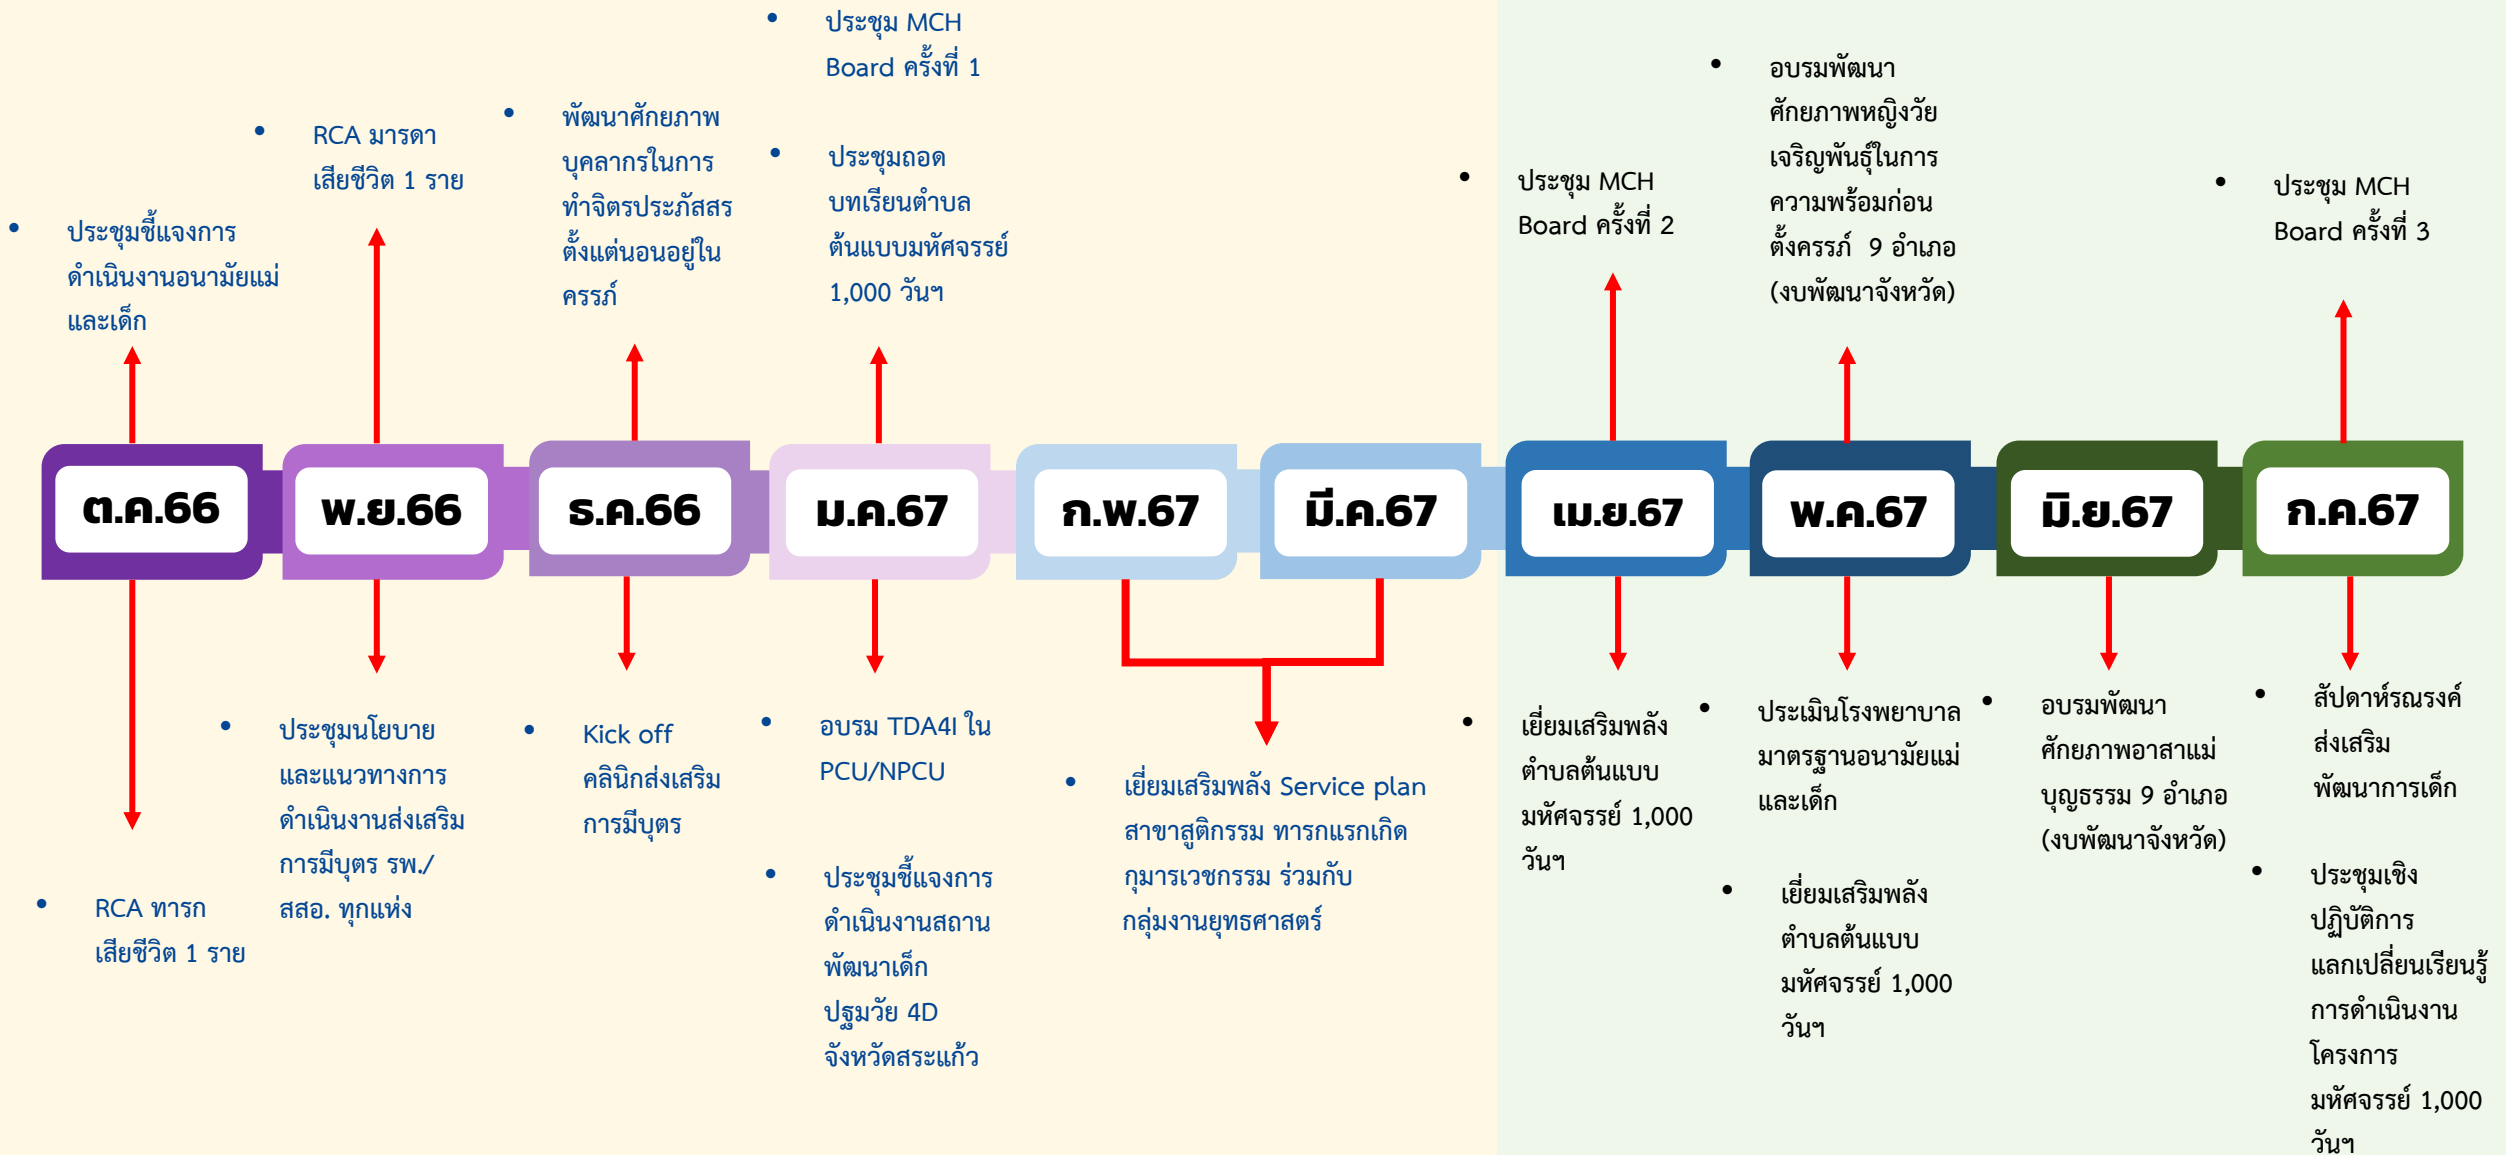 • ประชุม MCH
Board ครั้งที่ 1
• ประชุมถอด
บทเรียนตำบล
ต้นแบบมหัศจรรย์
1,000 วันฯ
• พัฒนาศักยภาพ
บุคลากรในการ
ทำจิตรประภัสสร
ตั้งแต่นอนอยู่ใน
ครรภ์
• RCA มารดา
เสียชีวิต 1 ราย
• ประชุมชี้แจงการ
ดำเนินงานอนามัยแม่
และเด็ก
• ประชุม MCH
Board ครั้งที่ 2
• อบรมพัฒนา
ศักยภาพหญิงวัย
เจริญพันธุ์ในการ
ความพร้อมก่อน
ตั้งครรภ์ 9 อำเภอ
(งบพัฒนาจังหวัด)
• ประชุม MCH
Board ครั้งที่ 3
ต.ค.66
พ.ย.66
ธ.ค.66
ม.ค.67
ก.พ.67
มี.ค.67
เม.ย.67
พ.ค.67
มิ.ย.67
ก.ค.67
• RCA ทารก
เสียชีวิต 1 ราย
• ประชุมนโยบาย
และแนวทางการ
ดำเนินงานส่งเสริม
การมีบุตร รพ./
สสอ. ทุกแห่ง
• Kick off
คลินิกส่งเสริม
การมีบุตร
• อบรม TDA4I ใน
PCU/NPCU
• ประชุมชี้แจงการ
ดำเนินงานสถาน
พัฒนาเด็ก
ปฐมวัย 4D
จังหวัดสระแก้ว
• เยี่ยมเสริมพลัง Service plan
สาขาสูติกรรม ทารกแรกเกิด
กุมารเวชกรรม ร่วมกับ
กลุ่มงานยุทธศาสตร์
• เยี่ยมเสริมพลัง
ตำบลต้นแบบ
มหัศจรรย์ 1,000
วันฯ
• ประเมินโรงพยาบาล
มาตรฐานอนามัยแม่
และเด็ก
• เยี่ยมเสริมพลัง
ตำบลต้นแบบ
มหัศจรรย์ 1,000
วันฯ
• อบรมพัฒนา
ศักยภาพอาสาแม่
บุญธรรม 9 อำเภอ
(งบพัฒนาจังหวัด)
• สัปดาห์รณรงค์
ส่งเสริม
พัฒนาการเด็ก
• ประชุมเชิง
ปฏิบัติการ
แลกเปลี่ยนเรียนรู้
การดำเนินงาน
โครงการ
มหัศจรรย์ 1,000
วันฯ